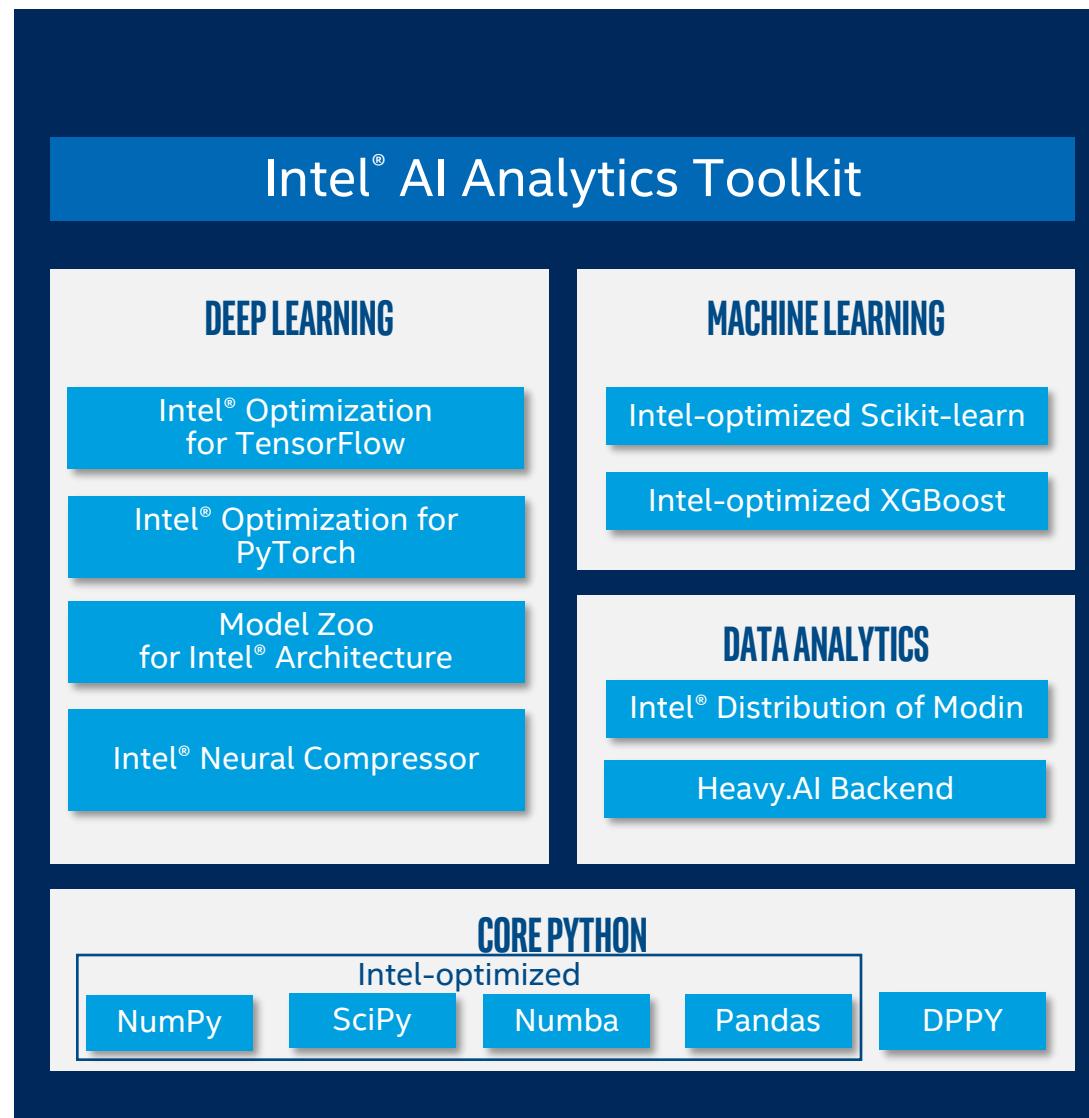 Intel® AI Analytics Toolkit
DEEP LEARNING
Intel® Optimization
for TensorFlow
Intel® Optimization for
PyTorch
Model Zoo
for Intel® Architecture
Intel® Neural Compressor
MACHINE LEARNING
Intel-optimized Scikit-learn
Intel-optimized XGBoost
DATA ANALYTICS
Intel® Distribution of Modin
Heavy.AI Backend
CORE PYTHON
Intel-optimized
NumPy
SciPy
Numba
Pandas
DPPY